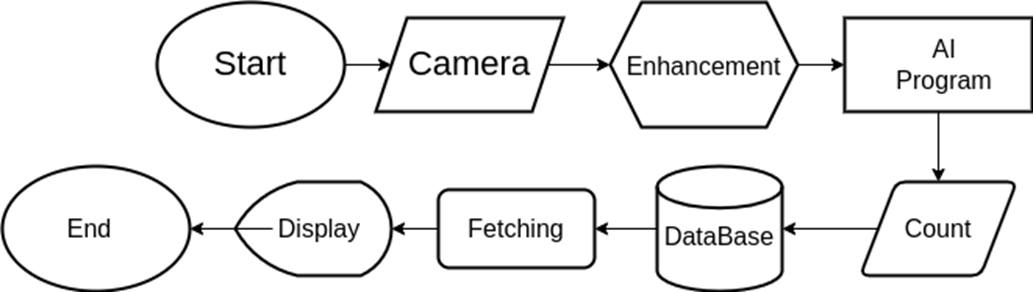 Start
Camera
Enhancement
AI
Program
Count
DataBase
Fetching
Display
End